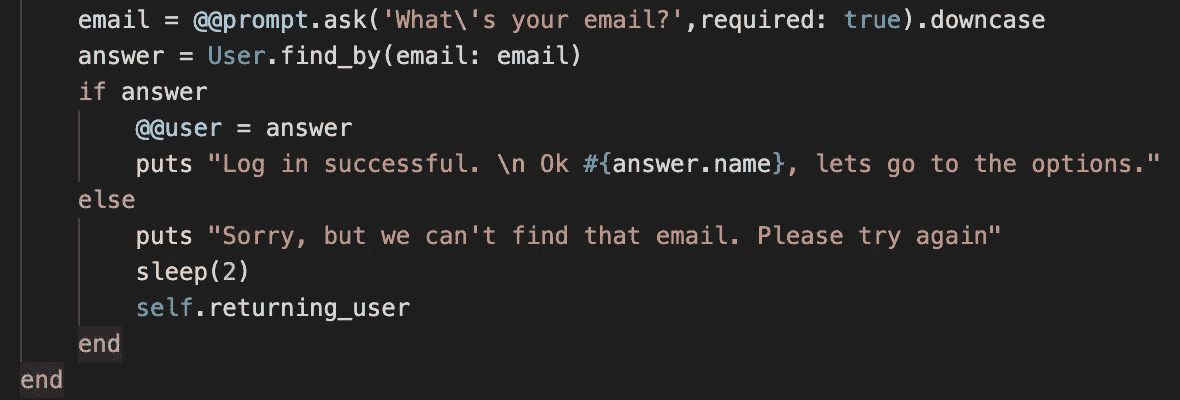 email = @@prompt.ask('What\'s your email?',required: true).downcase
answer = User.find_by(email: email)
if answer
@@user = answer
puts "Log in successful. \n Ok #{answer.name}, lets go to the options."
else
puts "Sorry, but we can't find that email. Please try again"
sleep(2)
self.returning_user
end
end